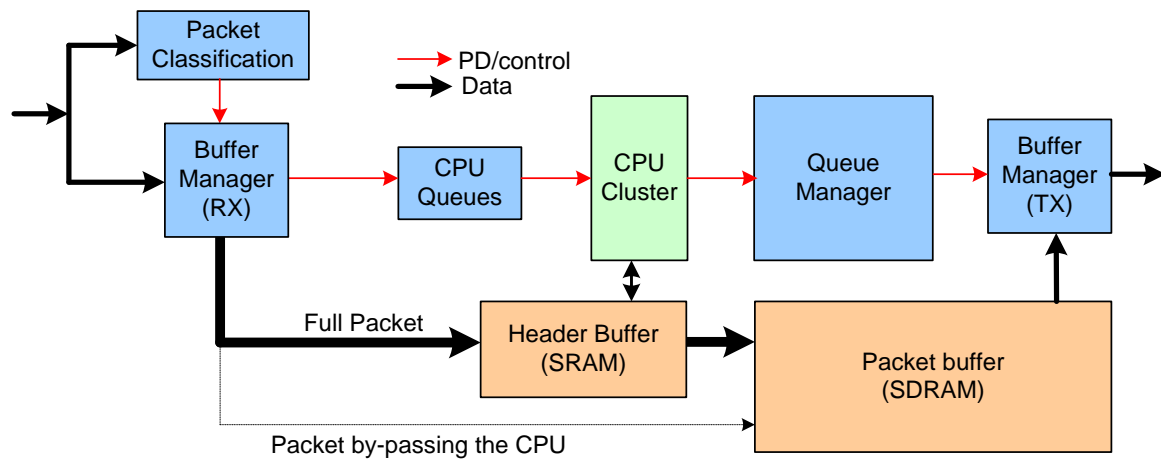 Packet
Classification
PD/control
Data
Buffer
Manager
(RX)
CPU
Queues
CPU
Cluster
Queue
Manager
Buffer
Manager
(TX)
Full Packet
Header Buffer
(SRAM)
Packet buffer
(SDRAM)
Packet by-passing the CPU